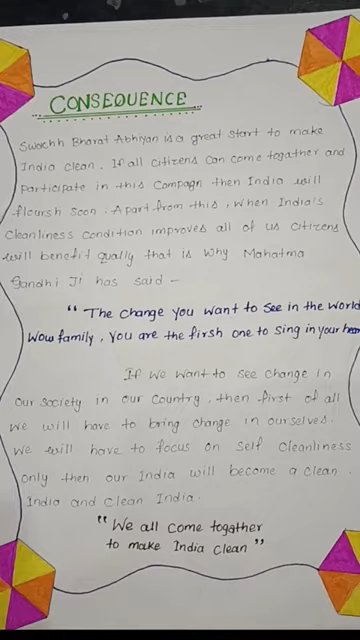 CONSEQUENCE
Swachh Bharat Abhiyan is a great start to make
India clean. If all citizens can come togather and
Participate in this Compagn then India will
flourish Soon. Apart from this, When India's
Cleanliness condition improves all of us citizens
will benefit qually that is why Mahatma
Gandhi Ji has said -
" The change you want to see in the World
Wow family, you are the firsh one to Sing in your hear
If we want to see change in
our society in our Country, then first of all
we will have to bring change in ourselves.
We will have to focus on self cleanliness
only then our India will become a clean.
India and clean India.
" We all come together
to make India clean "